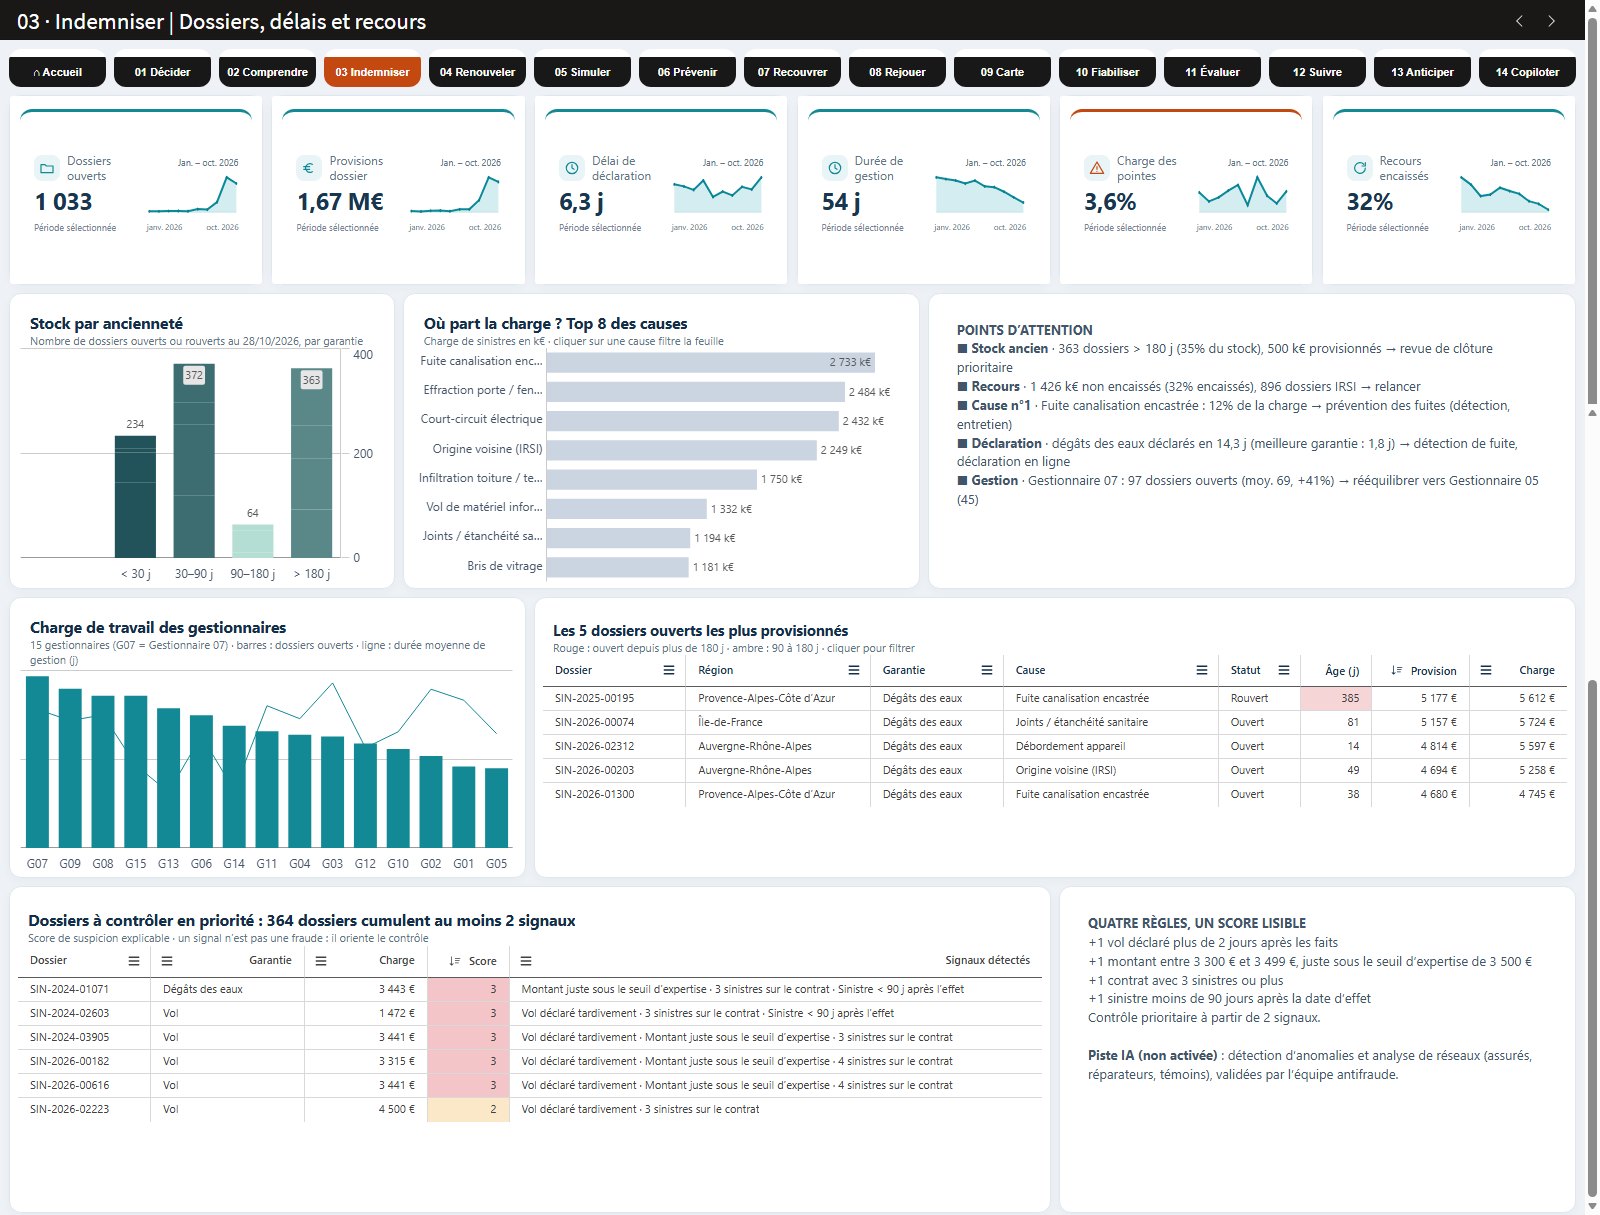 03 · Indemniser | Dossiers, délais et recours
∩ Accueil
01 Décider
02 Comprendre
03 Indemniser
04 Renouveler
05 Simuler
06 Prévenir
07 Recouvrer
08 Rejouer
09 Carte
10 Fiabiliser
11 Évaluer
12 Suivre
13 Anticiper
14 Copiloter
Dossiers
ouverts
Jan. – oct. 2026
1 033
Période sélectionnée
janv. 2026 oct. 2026
Provisions
dossier
Jan. – oct. 2026
1,67 M€
Période sélectionnée
janv. 2026 oct. 2026
Délai de
déclaration
Jan. – oct. 2026
6,3 j
Période sélectionnée
janv. 2026 oct. 2026
Durée de
gestion
Jan. – oct. 2026
54 j
Période sélectionnée
janv. 2026 oct. 2026
Charge des
pointes
Jan. – oct. 2026
3,6%
Période sélectionnée
janv. 2026 oct. 2026
Recours
encaissés
Jan. – oct. 2026
32%
Période sélectionnée
janv. 2026 oct. 2026
Stock par ancienneté
Nombre de dossiers ouverts ou rouverts au 28/10/2026, par garantie
400
200
0
234
372
64
363
< 30 j
30–90 j
90–180 j
> 180 j
Où part la charge ? Top 8 des causes
Charge de sinistres en k€ · cliquer sur une cause filtre la feuille
Fuite canalisation enc... 2 733 k€
Effraction porte / fen... 2 484 k€
Court-circuit électrique 2 432 k€
Origine voisine (IRSI) 2 249 k€
Infiltration toiture / te... 1 750 k€
Vol de matériel infor... 1 332 k€
Joints / étanchéité sa... 1 194 k€
Bris de vitrage 1 181 k€
POINTS D’ATTENTION
■ Stock ancien · 363 dossiers > 180 j (35% du stock), 500 k€ provisionnés → revue de clôture
prioritaire
■ Recours · 1 426 k€ non encaissés (32% encaissés), 896 dossiers IRSI → relancer
■ Cause n°1 · Fuite canalisation encastrée : 12% de la charge → prévention des fuites (détection,
entretien)
■ Déclaration · dégâts des eaux déclarés en 14,3 j (meilleure garantie : 1,8 j) → détection de fuite,
déclaration en ligne
■ Gestion · Gestionnaire 07 : 97 dossiers ouverts (moy. 69, +41%) → rééquilibrer vers Gestionnaire 05
(45)
Charge de travail des gestionnaires
15 gestionnaires (G07 = Gestionnaire 07) · barres : dossiers ouverts · ligne : durée moyenne de
gestion (j)
G07 G09 G08 G15 G13 G06 G14 G11 G04 G03 G12 G10 G02 G01 G05
Les 5 dossiers ouverts les plus provisionnés
Rouge : ouvert depuis plus de 180 j · ambre : 90 à 180 j · cliquer pour filtrer
Dossier Région Garantie Cause Statut Âge (j) Provision Charge
SIN-2025-00195 Provence-Alpes-Côte d’Azur Dégâts des eaux Fuite canalisation encastrée Rouvert 385 5 177 € 5 612 €
SIN-2026-00074 Île-de-France Dégâts des eaux Joints / étanchéité sanitaire Ouvert 81 5 157 € 5 724 €
SIN-2026-02312 Auvergne-Rhône-Alpes Dégâts des eaux Débordement appareil Ouvert 14 4 814 € 5 597 €
SIN-2026-00203 Auvergne-Rhône-Alpes Dégâts des eaux Origine voisine (IRSI) Ouvert 49 4 694 € 5 258 €
SIN-2026-01300 Provence-Alpes-Côte d’Azur Dégâts des eaux Fuite canalisation encastrée Ouvert 38 4 680 € 4 745 €
Dossiers à contrôler en priorité : 364 dossiers cumulent au moins 2 signaux
Score de suspicion explicable · un signal n’est pas une fraude : il oriente le contrôle
Dossier Garantie Charge Score Signaux détectés
SIN-2024-01071 Dégâts des eaux 3 443 € 3 Montant juste sous le seuil d’expertise · 3 sinistres sur le contrat · Sinistre < 90 j après l’effet
SIN-2024-02603 Vol 1 472 € 3 Vol déclaré tardivement · 3 sinistres sur le contrat · Sinistre < 90 j après l’effet
SIN-2024-03905 Vol 3 441 € 3 Vol déclaré tardivement · Montant juste sous le seuil d’expertise · 3 sinistres sur le contrat
SIN-2026-00182 Vol 3 315 € 3 Vol déclaré tardivement · Montant juste sous le seuil d’expertise · 4 sinistres sur le contrat
SIN-2026-00616 Vol 3 441 € 3 Vol déclaré tardivement · Montant juste sous le seuil d’expertise · 4 sinistres sur le contrat
SIN-2026-02223 Vol 4 500 € 2 Vol déclaré tardivement · 3 sinistres sur le contrat
QUATRE RÈGLES, UN SCORE LISIBLE
+1 vol déclaré plus de 2 jours après les faits
+1 montant entre 3 300 € et 3 499 €, juste sous le seuil d’expertise de 3 500 €
+1 contrat avec 3 sinistres ou plus
+1 sinistre moins de 90 jours après la date d’effet
Contrôle prioritaire à partir de 2 signaux.
Piste IA (non activée) : détection d’anomalies et analyse de réseaux (assurés,
réparateurs, témoins), validées par l’équipe antifraude.